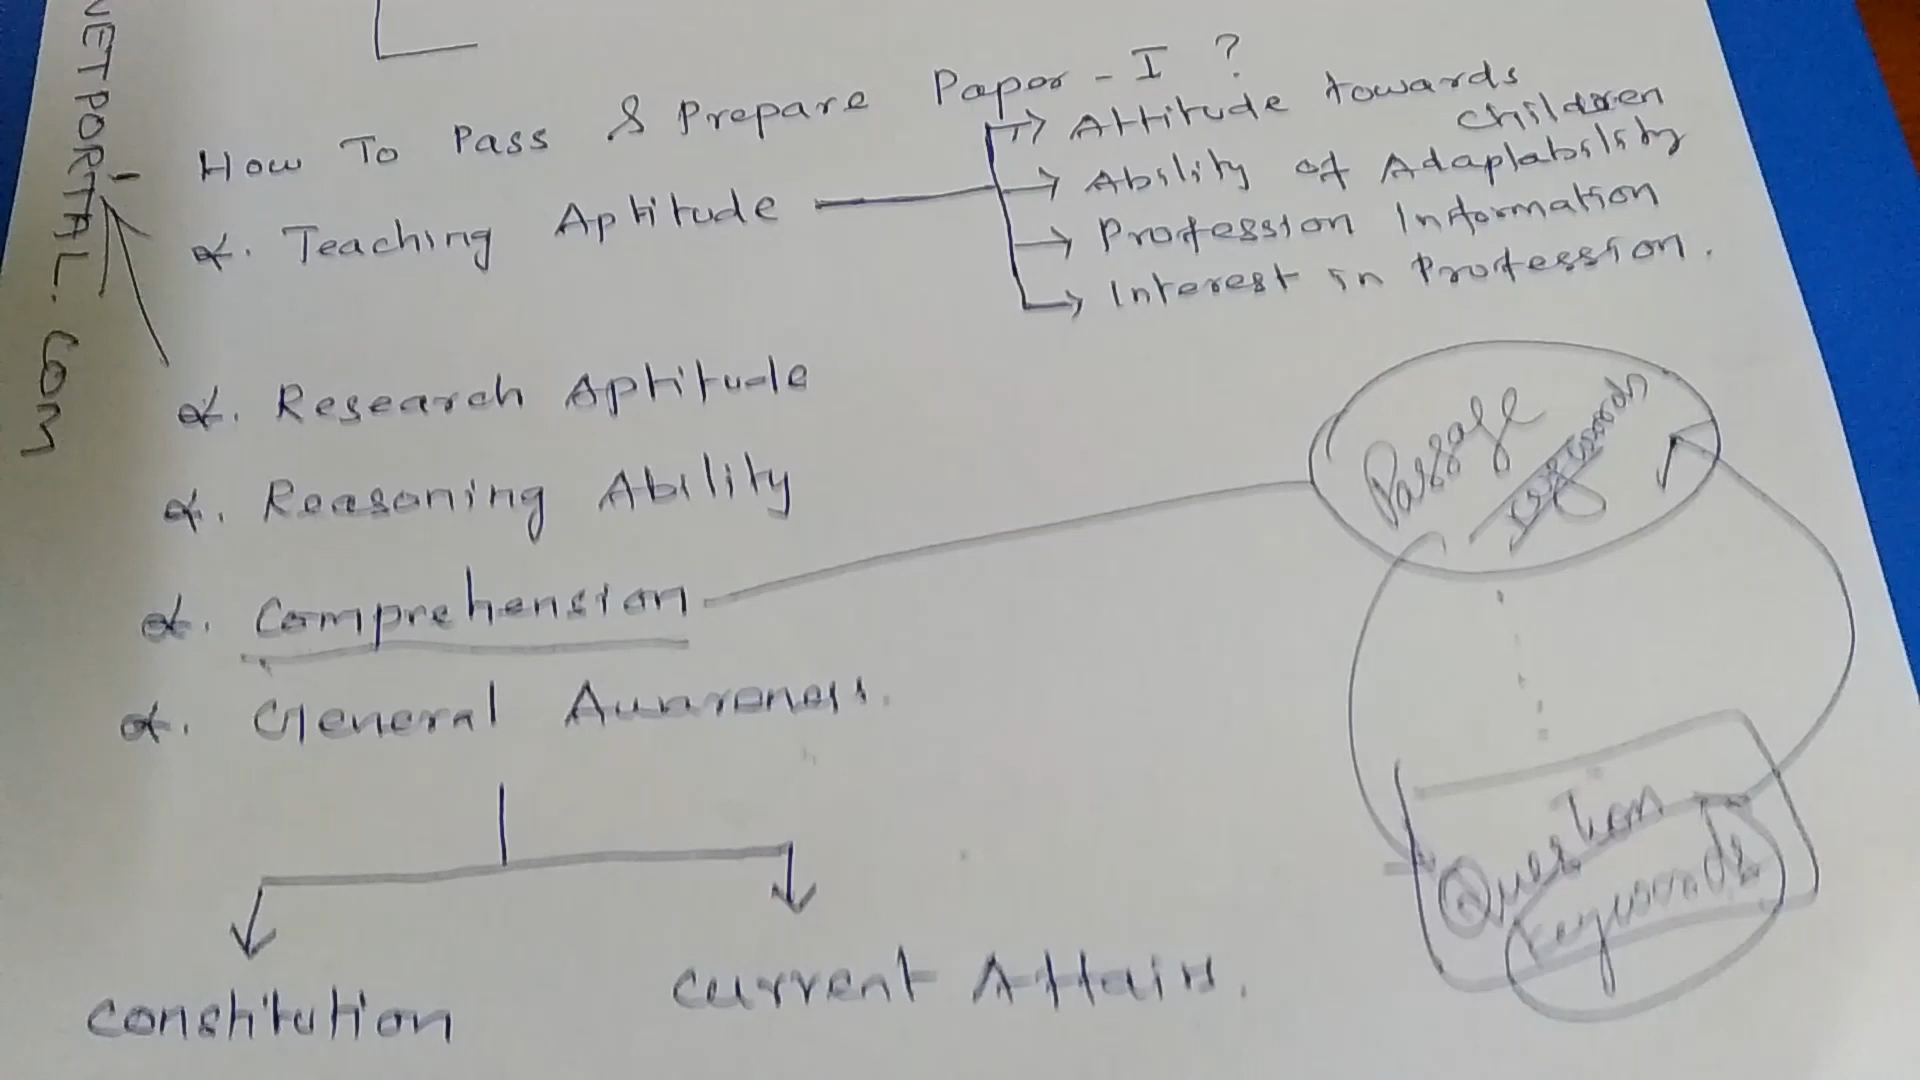 NETPORTAL.COM
How To Pass & Prepare Paper - I ?
α. Teaching Aptitude
→ Attitude towards children
→ Ability of Adaptability
→ Profession Information
→ Interest in Profession.
α. Research Aptitude
α. Reasoning Ability
α. Comprehension
α. General Awareness.
Constitution
Current Affairs.
Passage
keywords
Question
keywords